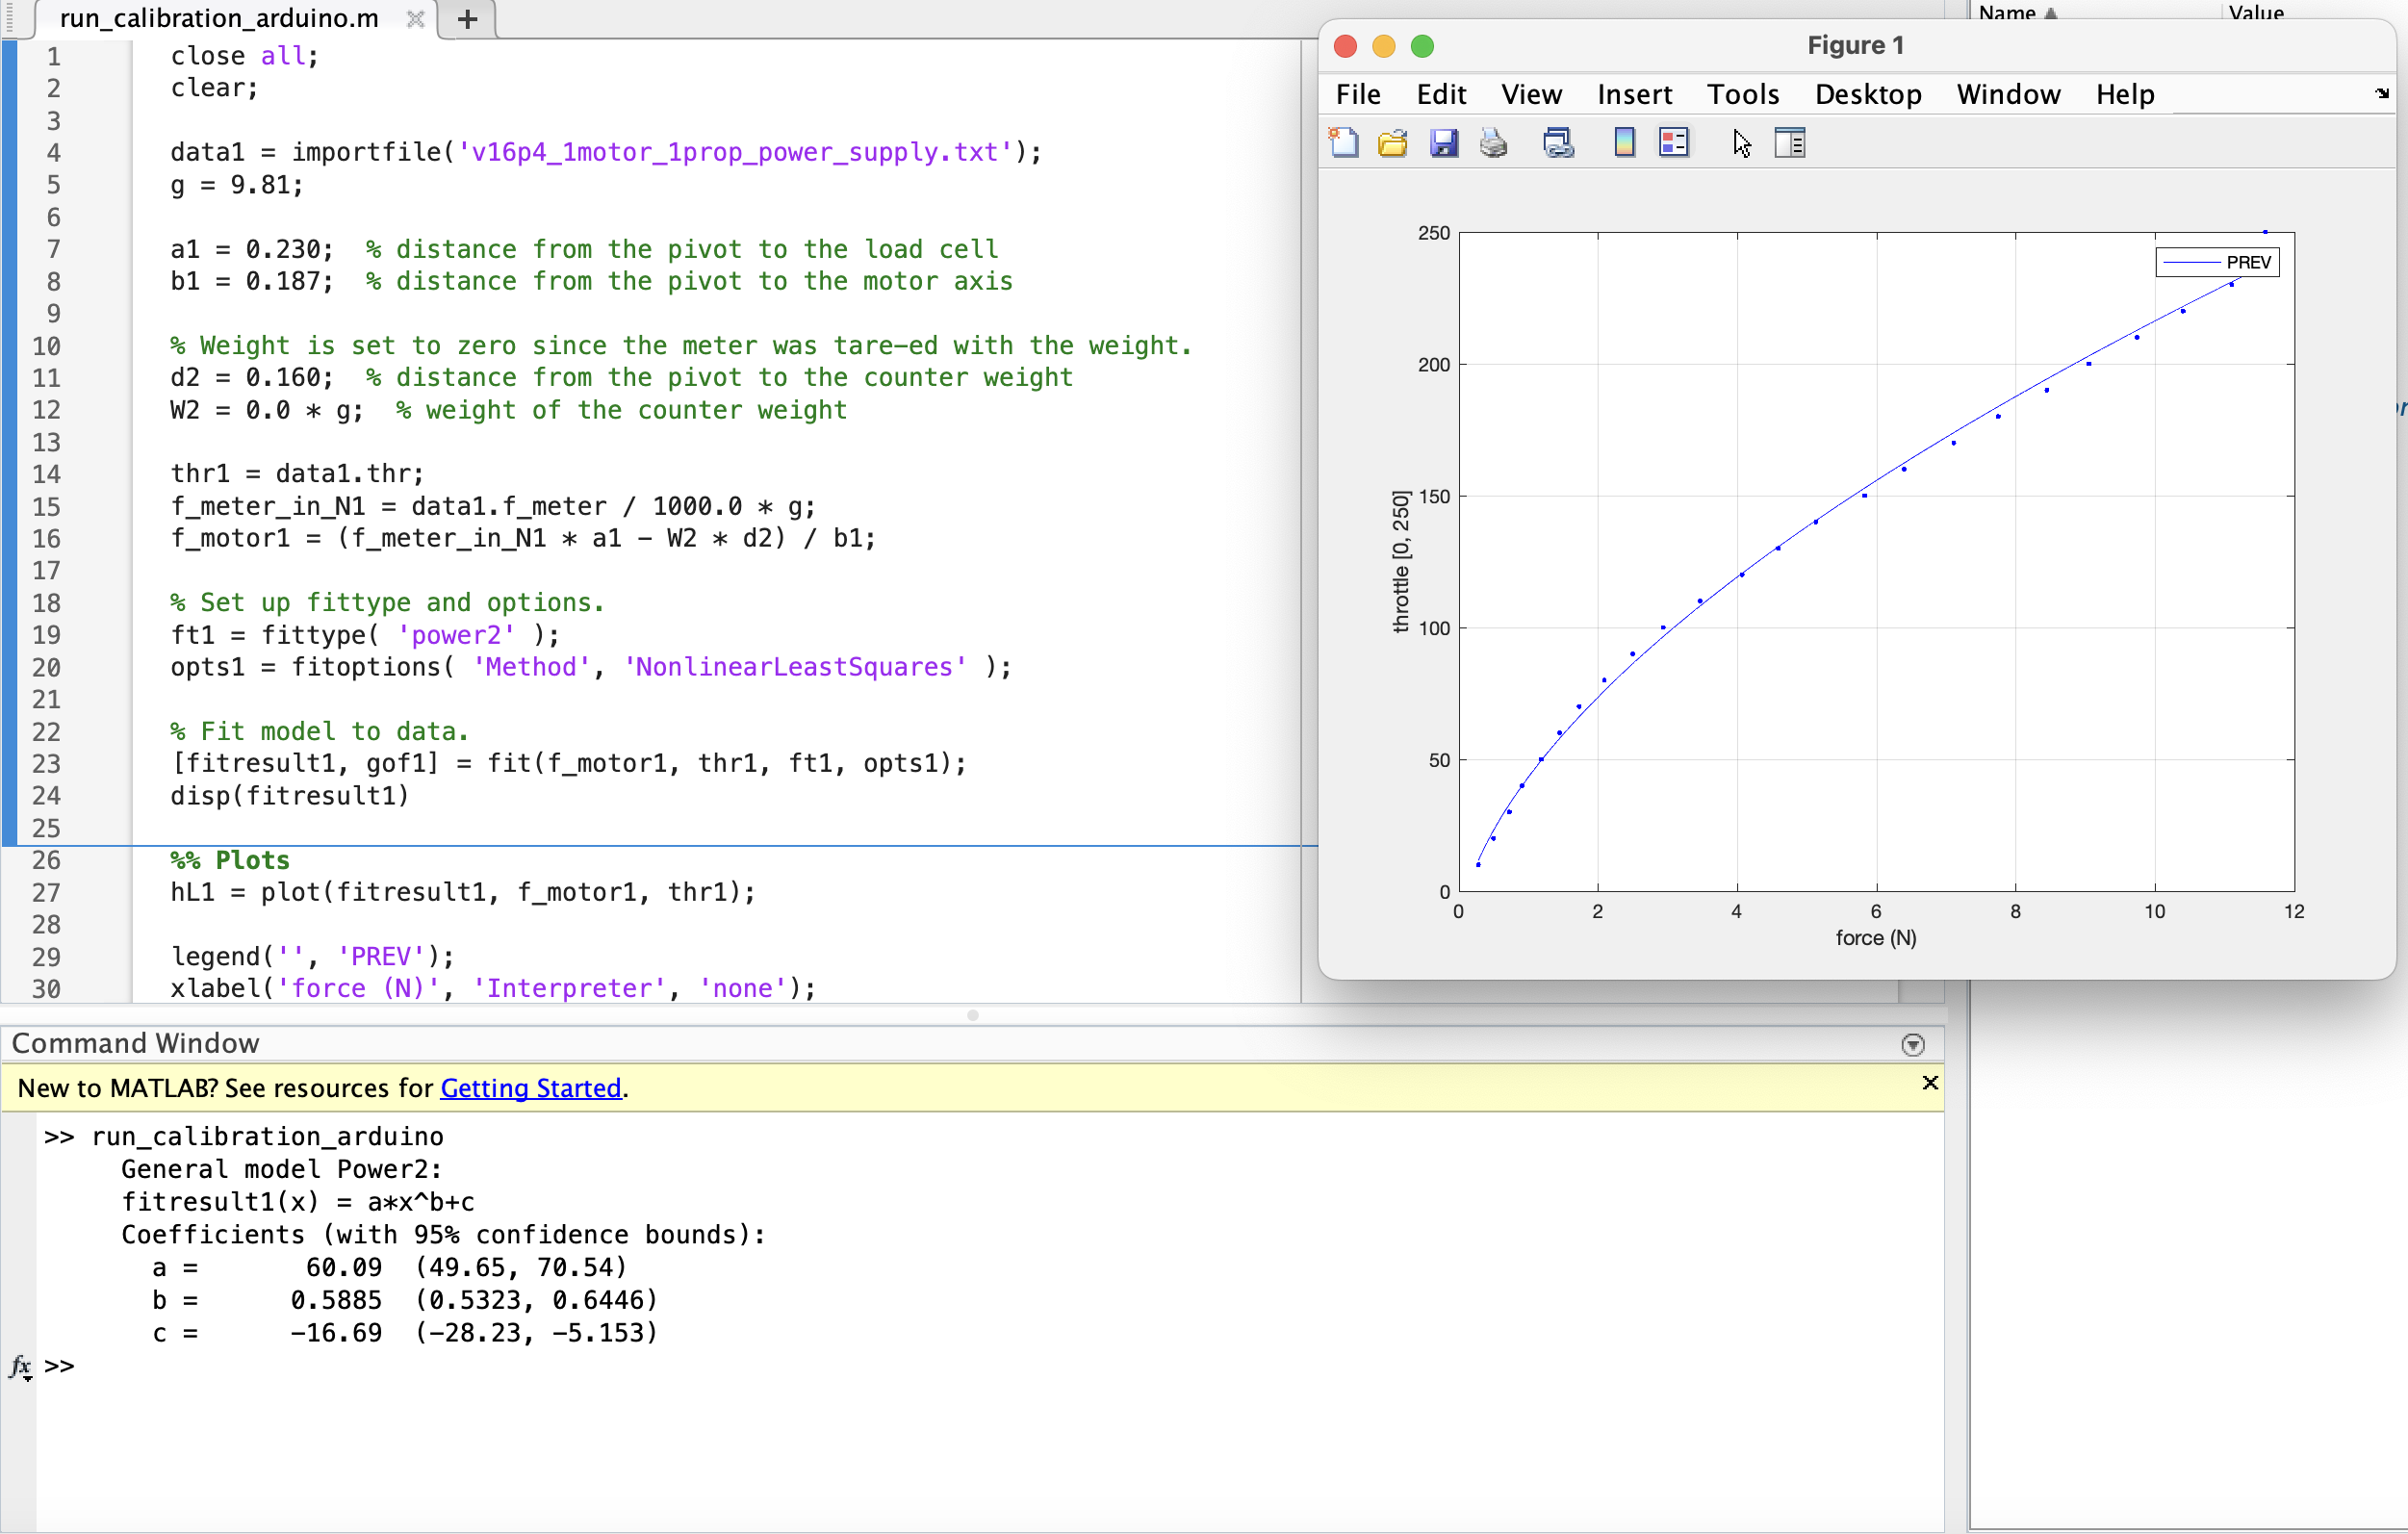 run_calibration_arduino.m
1 close all;
2 clear;
3
4 data1 = importfile('v16p4_1motor_1prop_power_supply.txt');
5 g = 9.81;
6
7 a1 = 0.230;  % distance from the pivot to the load cell
8 b1 = 0.187;  % distance from the pivot to the motor axis
9
10 % Weight is set to zero since the meter was tare-ed with the weight.
11 d2 = 0.160;  % distance from the pivot to the counter weight
12 W2 = 0.0 * g;  % weight of the counter weight
13
14 thr1 = data1.thr;
15 f_meter_in_N1 = data1.f_meter / 1000.0 * g;
16 f_motor1 = (f_meter_in_N1 * a1 - W2 * d2) / b1;
17
18 % Set up fittype and options.
19 ft1 = fittype( 'power2' );
20 opts1 = fitoptions( 'Method', 'NonlinearLeastSquares' );
21
22 % Fit model to data.
23 [fitresult1, gof1] = fit(f_motor1, thr1, ft1, opts1);
24 disp(fitresult1)
25
26 %% Plots
27 hL1 = plot(fitresult1, f_motor1, thr1);
28
29 legend('', 'PREV');
30 xlabel('force (N)', 'Interpreter', 'none');
Name Value
Figure 1
File Edit View Insert Tools Desktop Window Help
PREV
250
200
150
100
50
0
throttle [0, 250]
0 2 4 6 8 10 12
force (N)
Command Window
New to MATLAB? See resources for Getting Started.
>> run_calibration_arduino
General model Power2:
fitresult1(x) = a*x^b+c
Coefficients (with 95% confidence bounds):
a = 60.09 (49.65, 70.54)
b = 0.5885 (0.5323, 0.6446)
c = -16.69 (-28.23, -5.153)
fx >>